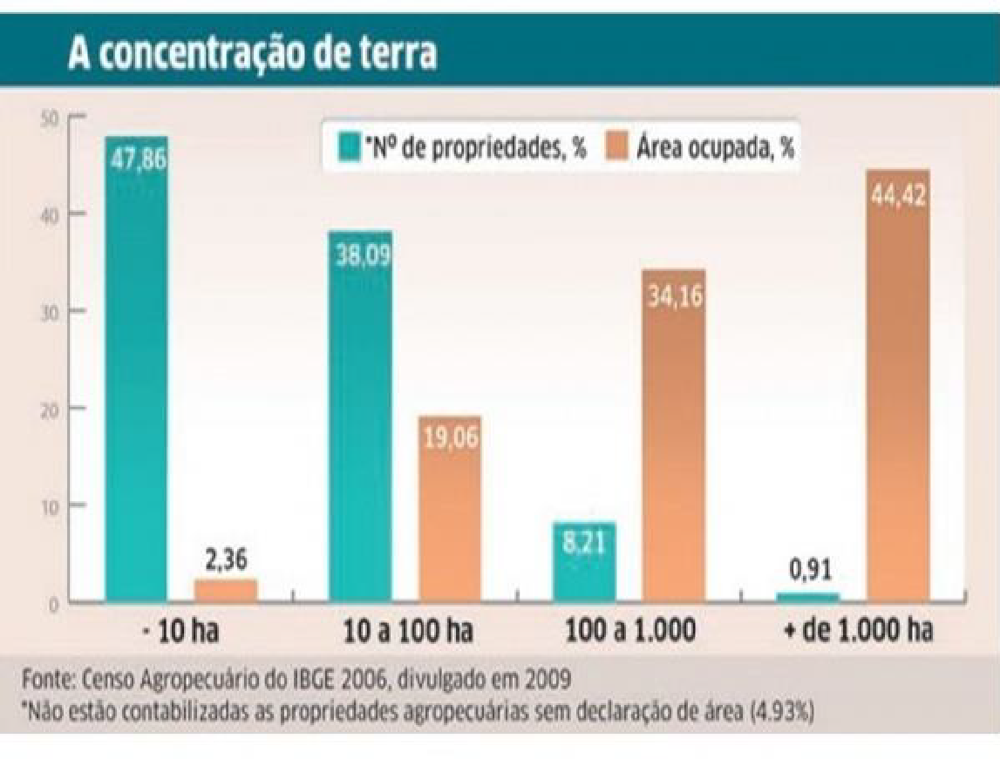 A concentração de terra
*Nº de propriedades, %
Área ocupada, %
50
40
30
20
10
0
47,86
2,36
38,09
19,06
8,21
34,16
0,91
44,42
- 10 ha
10 a 100 ha
100 a 1.000
+ de 1.000 ha
Fonte: Censo Agropecuário do IBGE 2006, divulgado em 2009
*Não estão contabilizadas as propriedades agropecuárias sem declaração de área (4.93%)